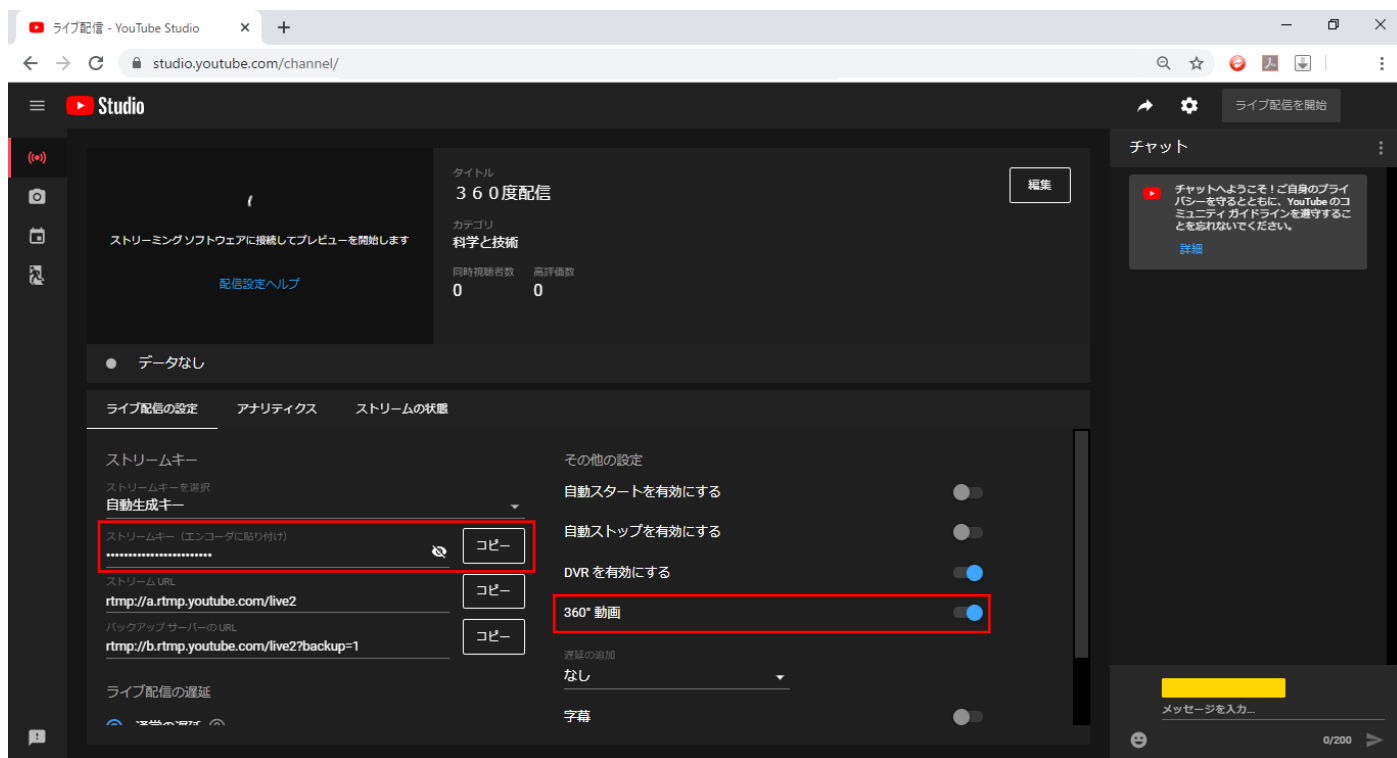 ライブ配信 - YouTube Studio
studio.youtube.com/channel/
Studio
ライブ配信を開始
ストリーミングソフトウェアに接続してプレビューを開始します
配信設定ヘルプ
タイトル
３６０度配信
編集
カテゴリ
科学と技術
同時視聴者数 高評価数
0 0
データなし
ライブ配信の設定 アナリティクス ストリームの状態
ストリームキー
ストリームキーを選択
自動生成キー
ストリームキー（エンコーダに貼り付け）
••••••••••••••••••••••••
コピー
ストリーム URL
rtmp://a.rtmp.youtube.com/live2
コピー
バックアップ サーバーの URL
rtmp://b.rtmp.youtube.com/live2?backup=1
コピー
ライブ配信の遅延
通常の遅延
その他の設定
自動スタートを有効にする
自動ストップを有効にする
DVR を有効にする
360° 動画
遅延の追加
なし
字幕
チャット
チャットへようこそ！ご自身のプライ
バシーを守るとともに、YouTube のコ
ミュニティ ガイドラインを遵守するこ
とを忘れないでください。
詳細
メッセージを入力...
0/200